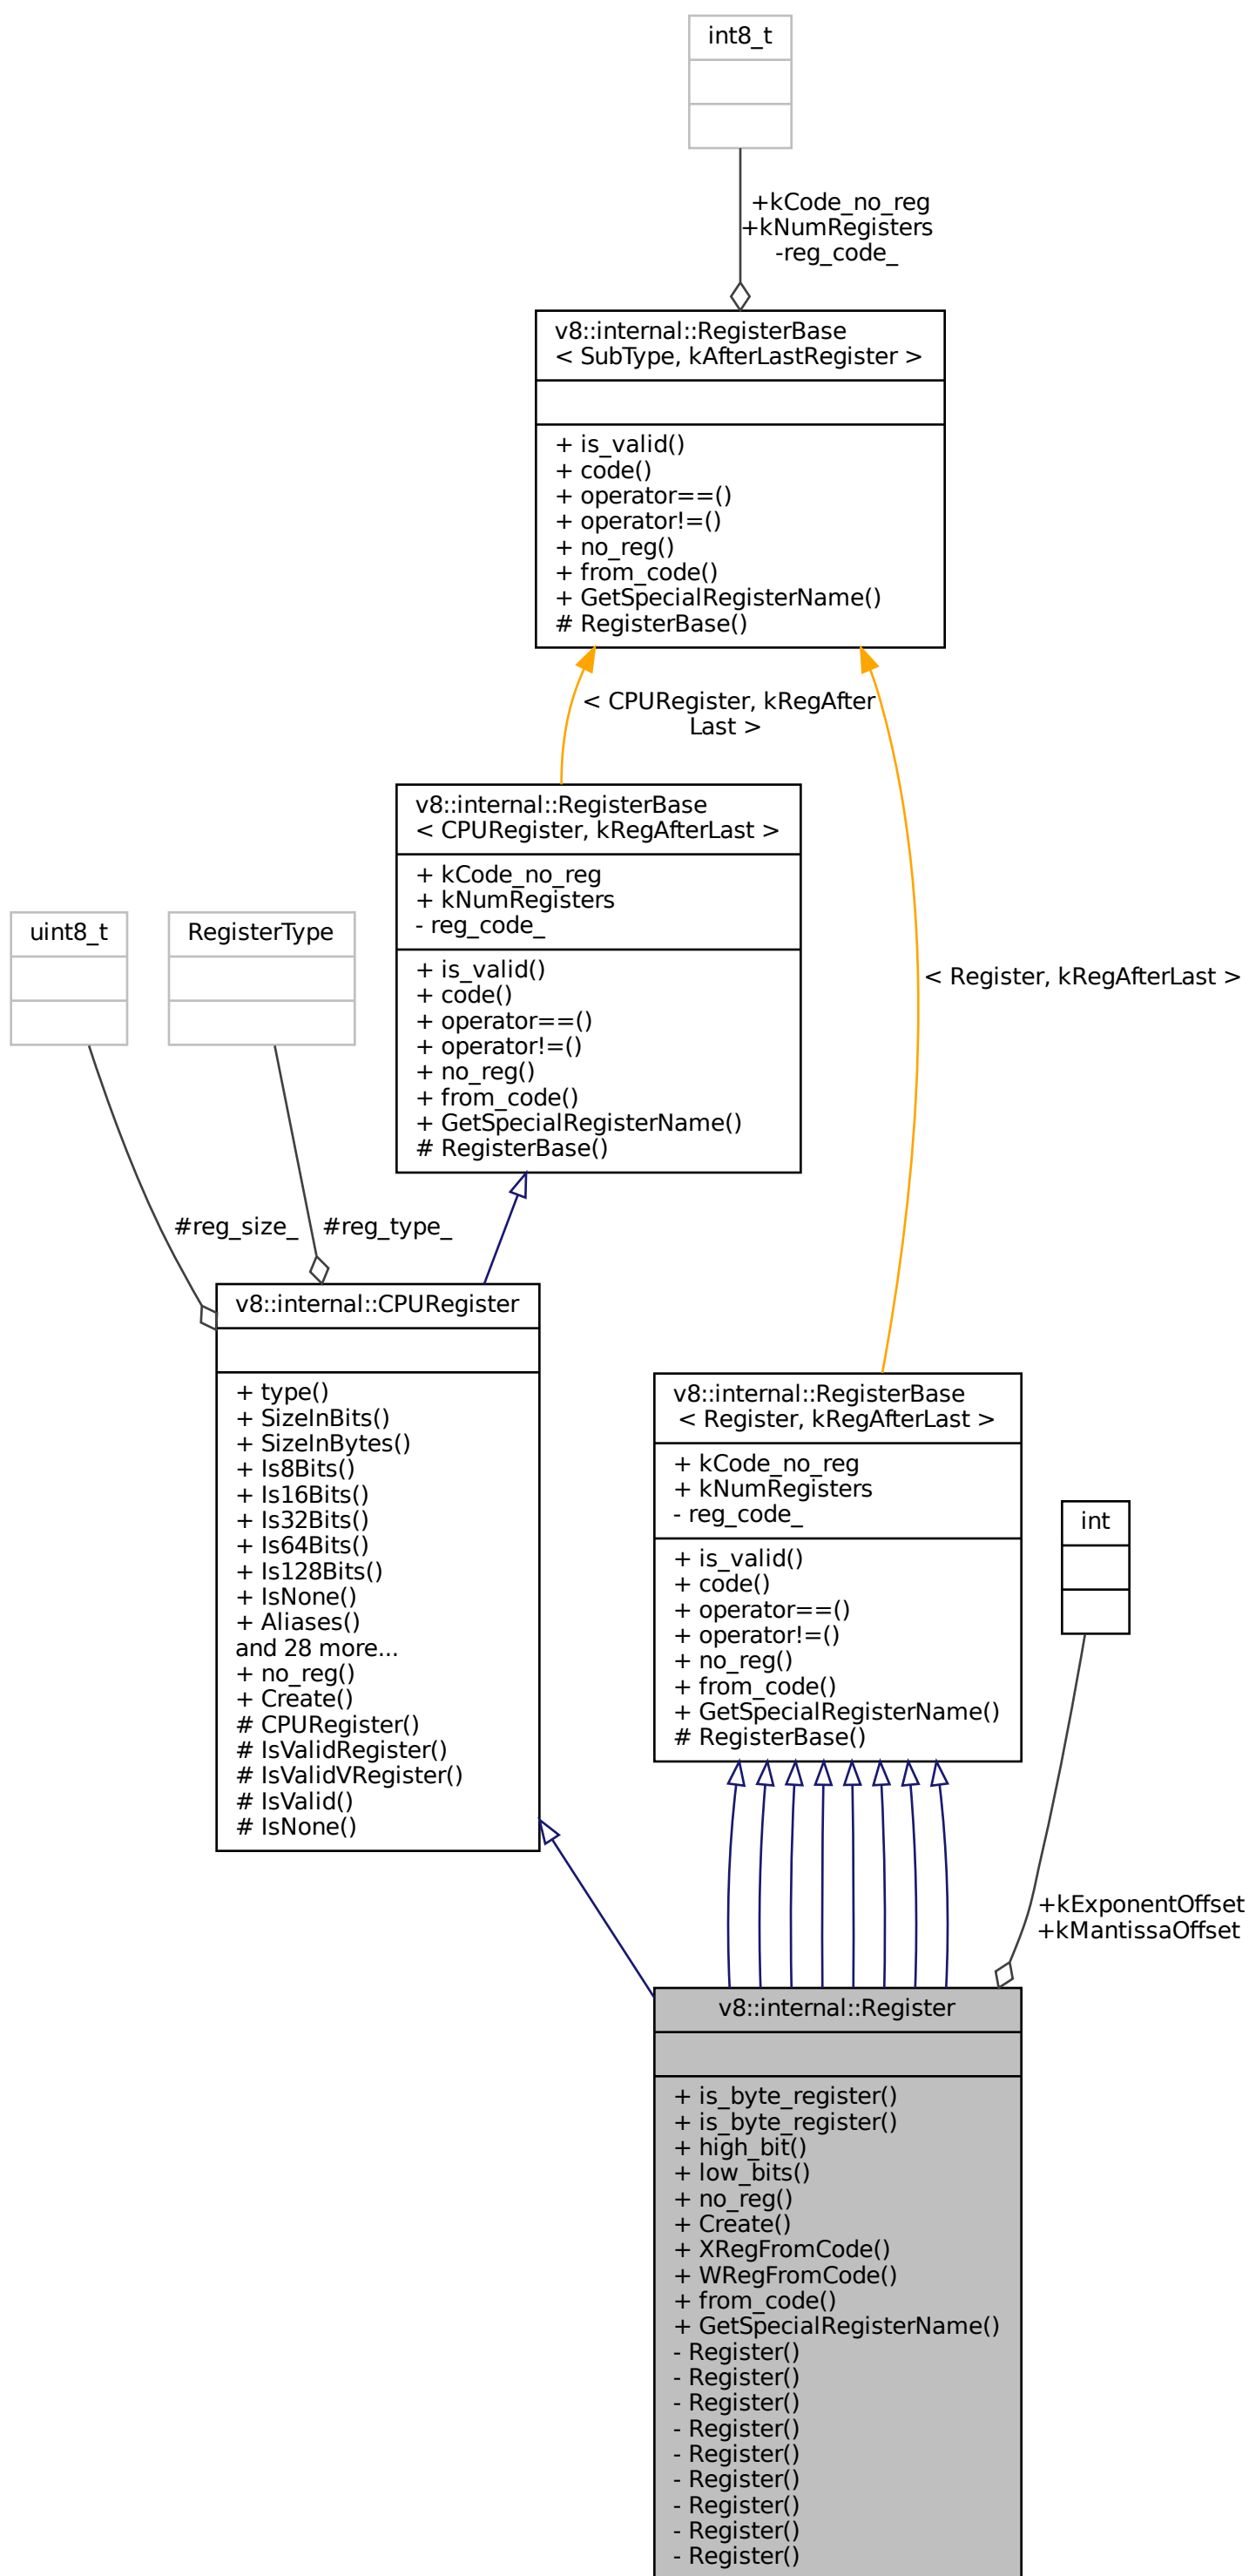 int8_t
+kCode_no_reg
+kNumRegisters
-reg_code_
v8::internal::RegisterBase
< SubType, kAfterLastRegister >
+ is_valid()
+ code()
+ operator==()
+ operator!=()
+ no_reg()
+ from_code()
+ GetSpecialRegisterName()
# RegisterBase()
< CPURegister, kRegAfter
Last >
v8::internal::RegisterBase
< CPURegister, kRegAfterLast >
+ kCode_no_reg
+ kNumRegisters
- reg_code_
+ is_valid()
+ code()
+ operator==()
+ operator!=()
+ no_reg()
+ from_code()
+ GetSpecialRegisterName()
# RegisterBase()
< Register, kRegAfterLast >
uint8_t
RegisterType
#reg_size_
#reg_type_
v8::internal::CPURegister
+ type()
+ SizeInBits()
+ SizeInBytes()
+ Is8Bits()
+ Is16Bits()
+ Is32Bits()
+ Is64Bits()
+ Is128Bits()
+ IsNone()
+ Aliases()
and 28 more...
+ no_reg()
+ Create()
# CPURegister()
# IsValidRegister()
# IsValidVRegister()
# IsValid()
# IsNone()
v8::internal::RegisterBase
< Register, kRegAfterLast >
+ kCode_no_reg
+ kNumRegisters
- reg_code_
+ is_valid()
+ code()
+ operator==()
+ operator!=()
+ no_reg()
+ from_code()
+ GetSpecialRegisterName()
# RegisterBase()
int
+kExponentOffset
+kMantissaOffset
v8::internal::Register
+ is_byte_register()
+ is_byte_register()
+ high_bit()
+ low_bits()
+ no_reg()
+ Create()
+ XRegFromCode()
+ WRegFromCode()
+ from_code()
+ GetSpecialRegisterName()
- Register()
- Register()
- Register()
- Register()
- Register()
- Register()
- Register()
- Register()
- Register()